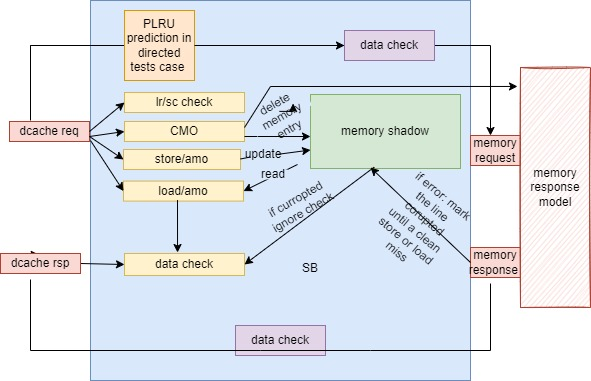 PLRU
prediction in
directed
tests case
data check
lr/sc check
dcache req
CMO
delete
memory
entry
memory shadow
store/amo
update
memory
request
read
load/amo
memory
response
model
if error: mark
the line
corupted
until a clean
store or load
miss
if curropted
ignore check
dcache rsp
data check
SB
memory
response
data check